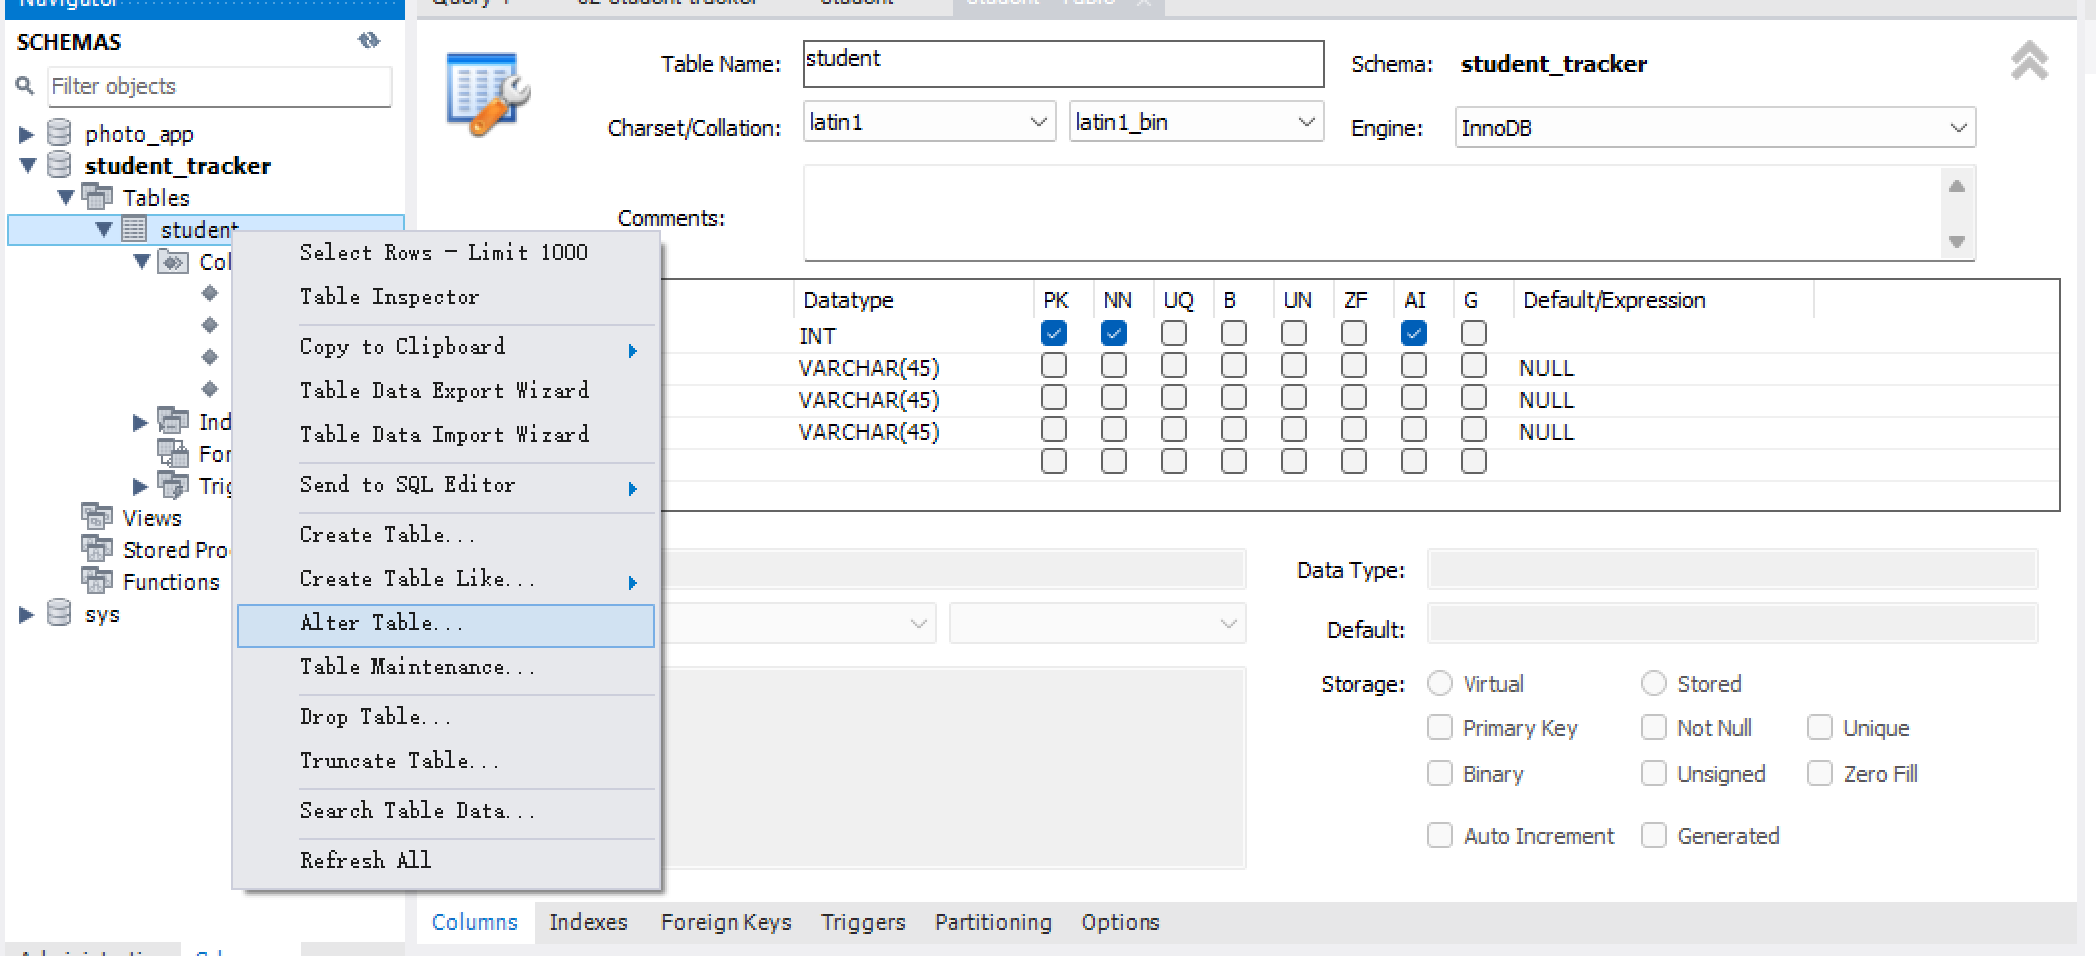 Navigator
SCHEMAS
Filter objects
photo_app
student_tracker
Tables
student
Col
Ind
For
Trig
Views
Stored Pro
Functions
sys
Select Rows - Limit 1000
Table Inspector
Copy to Clipboard
Table Data Export Wizard
Table Data Import Wizard
Send to SQL Editor
Create Table...
Create Table Like...
Alter Table...
Table Maintenance...
Drop Table...
Truncate Table...
Search Table Data...
Refresh All
Table Name: student Schema: student_tracker
Charset/Collation: latin1 latin1_bin Engine: InnoDB
Comments:
Datatype PK NN UQ B UN ZF AI G Default/Expression
INT
VARCHAR(45) NULL
VARCHAR(45) NULL
VARCHAR(45) NULL
Data Type:
Default:
Storage: Virtual Stored
Primary Key Not Null Unique
Binary Unsigned Zero Fill
Auto Increment Generated
Columns Indexes Foreign Keys Triggers Partitioning Options